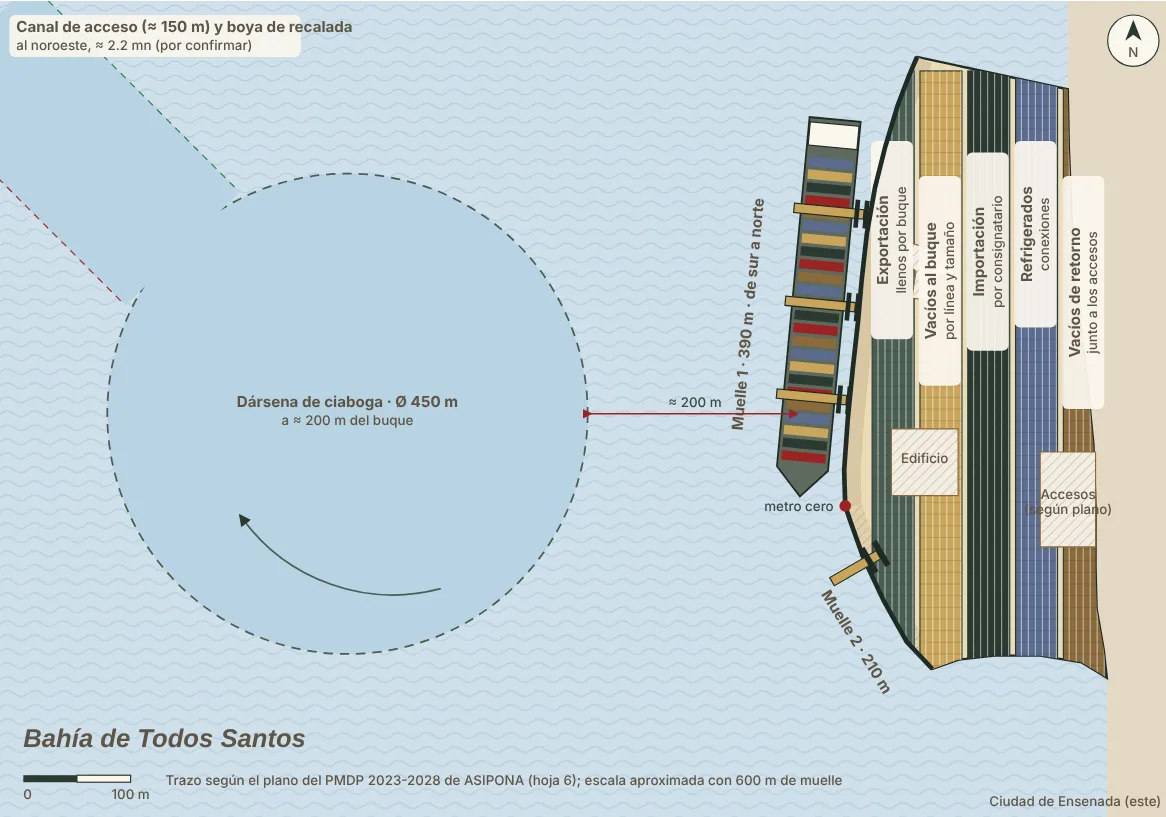 Canal de acceso (≈ 150 m) y boya de recalada
al noroeste, ≈ 2.2 mn (por confirmar)
N
Dársena de ciaboga · Ø 450 m
a ≈ 200 m del buque
≈ 200 m
Muelle 1 · 390 m · de sur a norte
Exportación
llenos por buque
Vacíos al buque
por línea y tamaño
Importación
por consignatario
Refrigerados
conexiones
Vacíos de retorno
junto a los accesos
Edificio
Accesos
(según plano)
metro cero
Muelle 2 · 210 m
Bahía de Todos Santos
0 100 m
Trazo según el plano del PMDP 2023-2028 de ASIPONA (hoja 6); escala aproximada con 600 m de muelle
Ciudad de Ensenada (este)